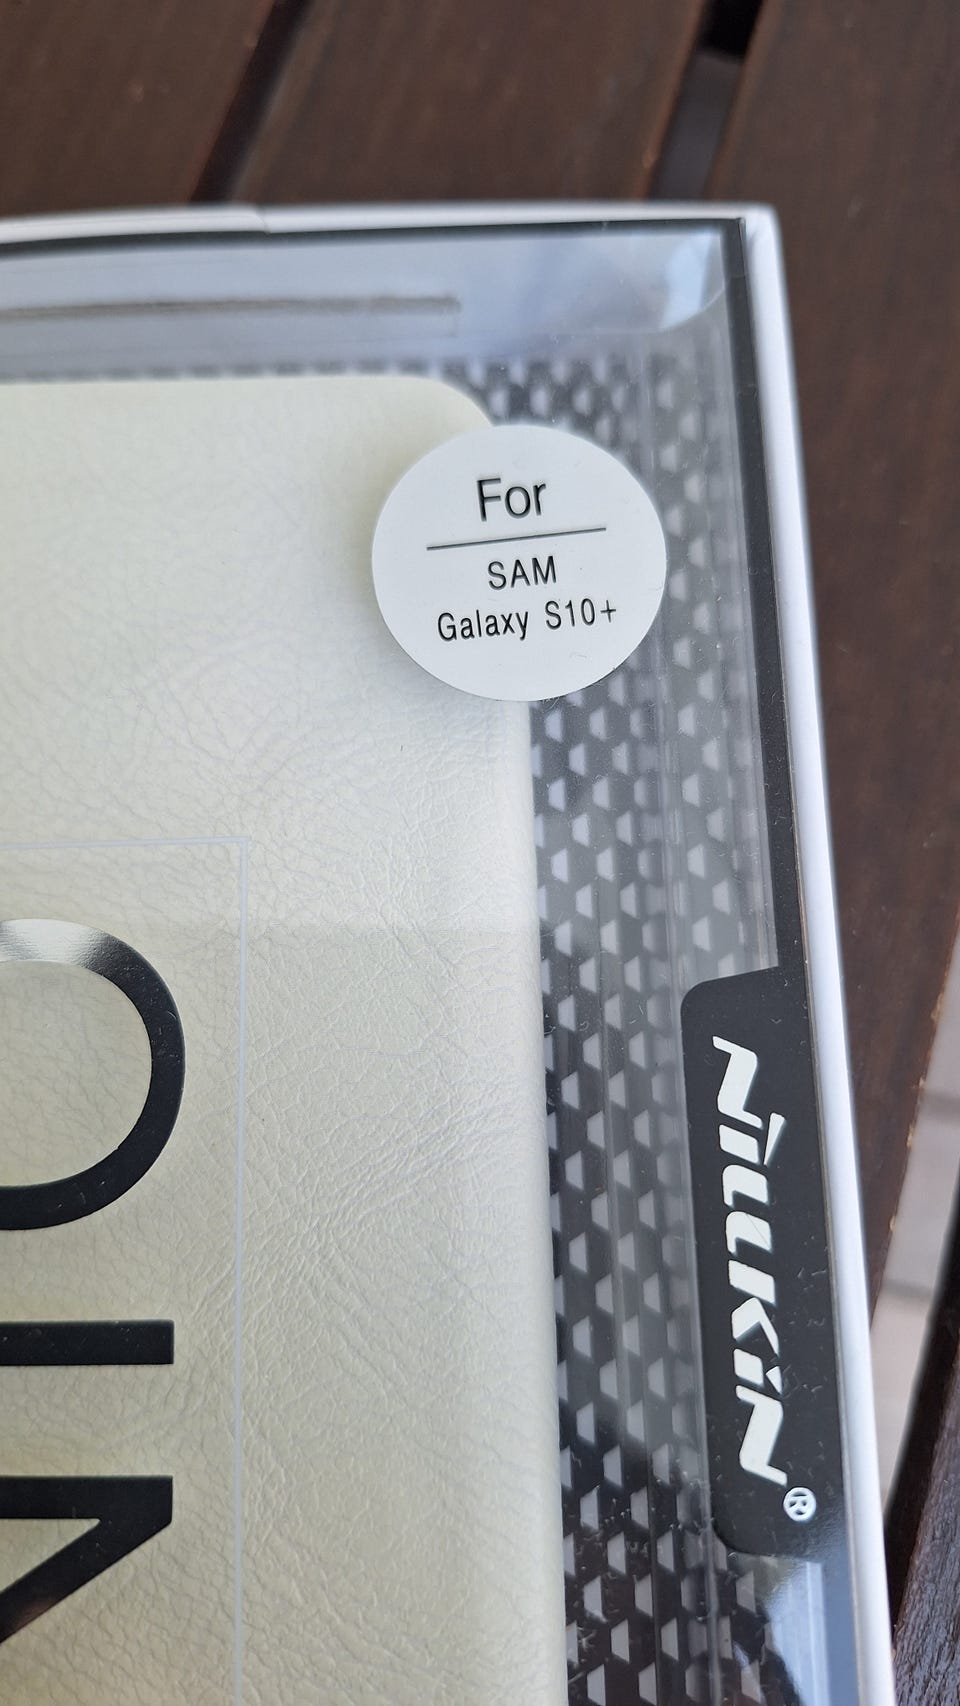 For
SAM
Galaxy S10+
NiLLKiN®